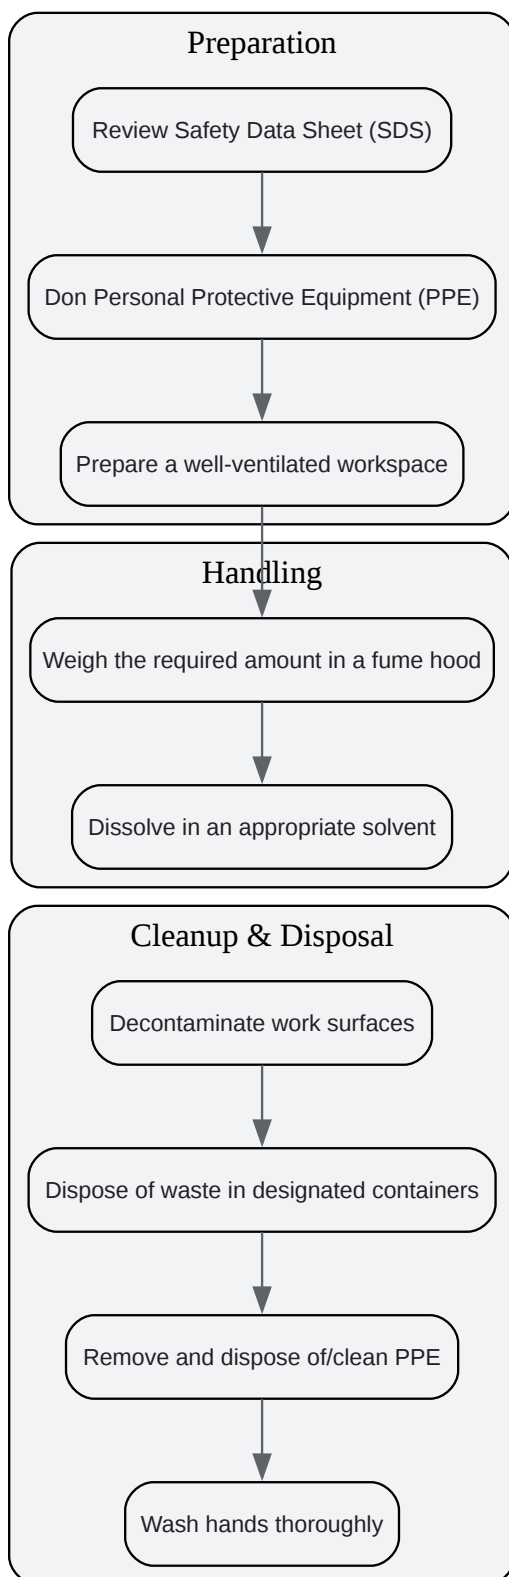 Preparation
Review Safety Data Sheet (SDS)
Don Personal Protective Equipment (PPE)
Prepare a well-ventilated workspace
Handling
Weigh the required amount in a fume hood
Dissolve in an appropriate solvent
Cleanup & Disposal
Decontaminate work surfaces
Dispose of waste in designated containers
Remove and dispose of/clean PPE
Wash hands thoroughly